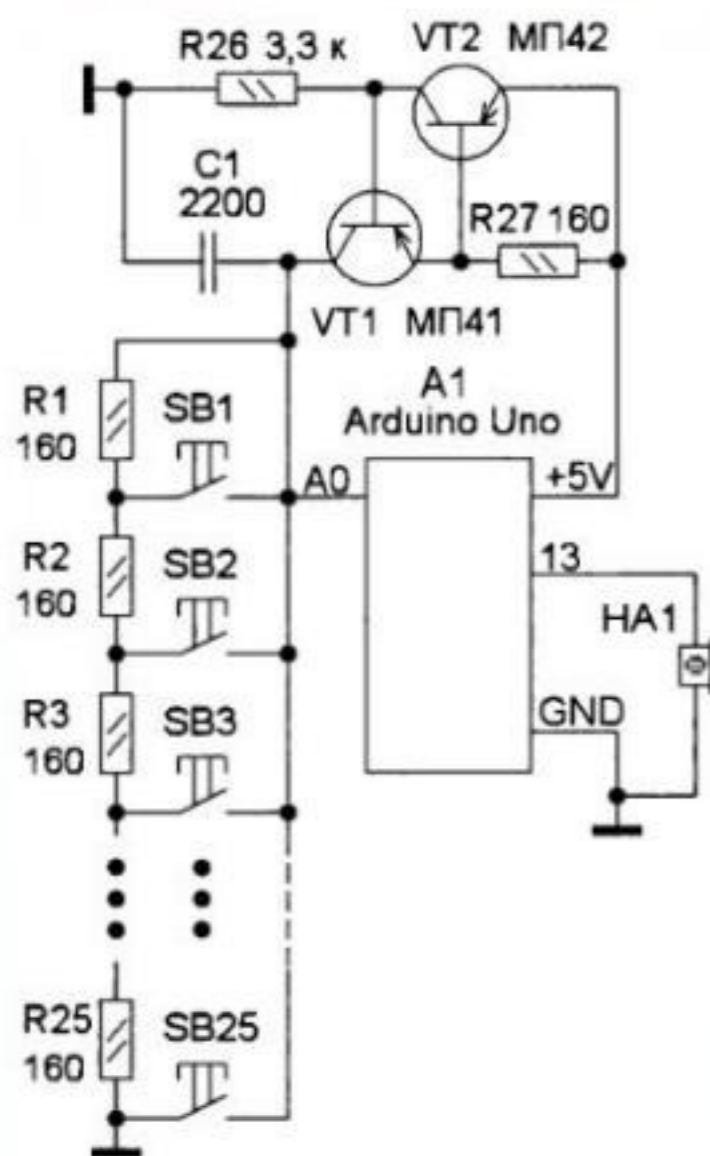 R26 3,3 к
VT2 МП42
C1
2200
R27 160
VT1 МП41
A1
Arduino Uno
R1
160
SB1
A0
+5V
R2
160
SB2
13
HA1
R3
160
SB3
GND
R25
160
SB25